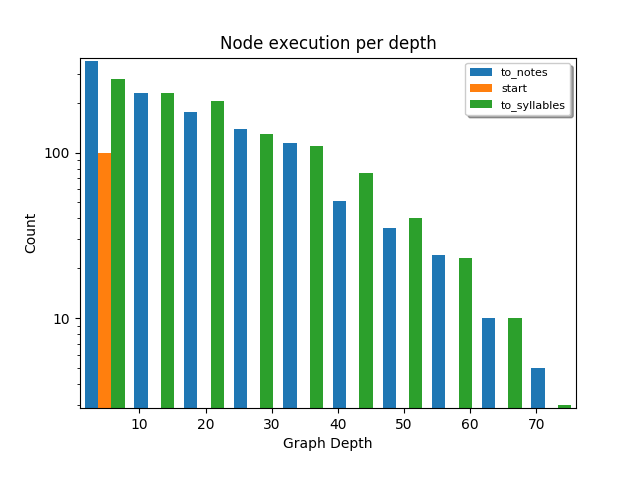 Node execution per depth
to_notes
start
to_syllables
100
10
Count
10 20 30 40 50 60 70
Graph Depth